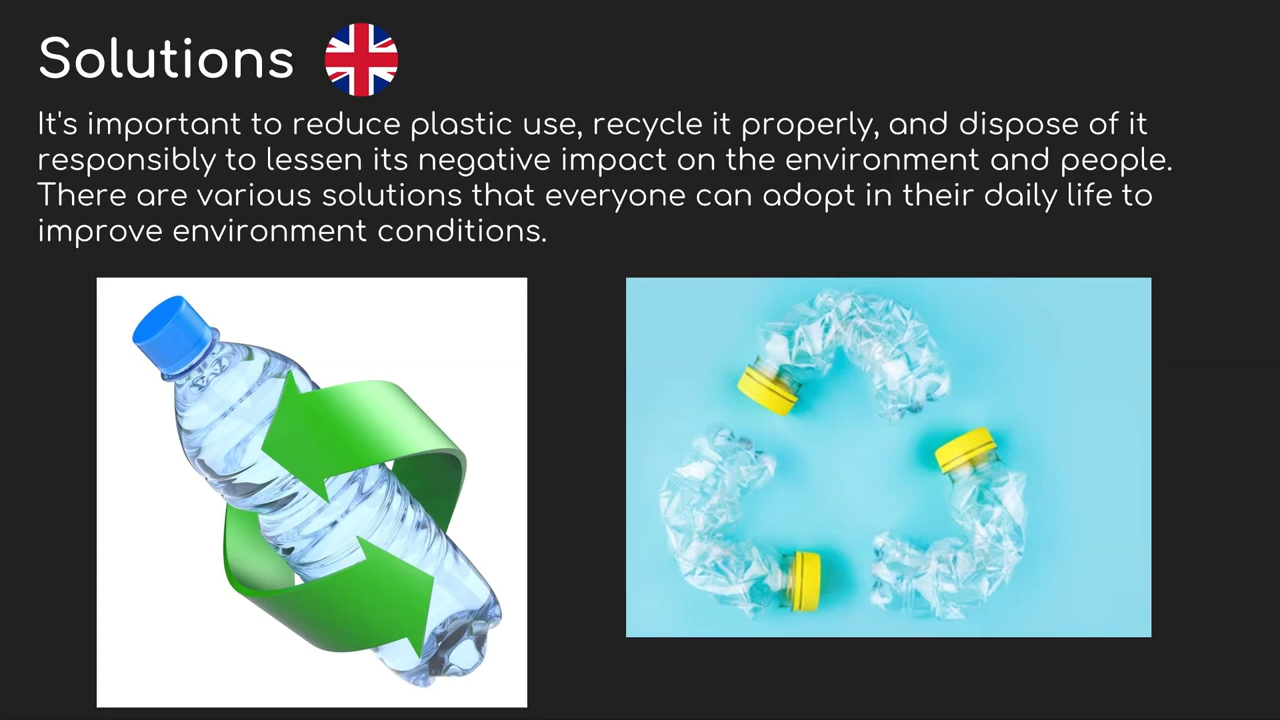 Solutions
It's important to reduce plastic use, recycle it properly, and dispose of it
responsibly to lessen its negative impact on the environment and people.
There are various solutions that everyone can adopt in their daily life to
improve environment conditions.